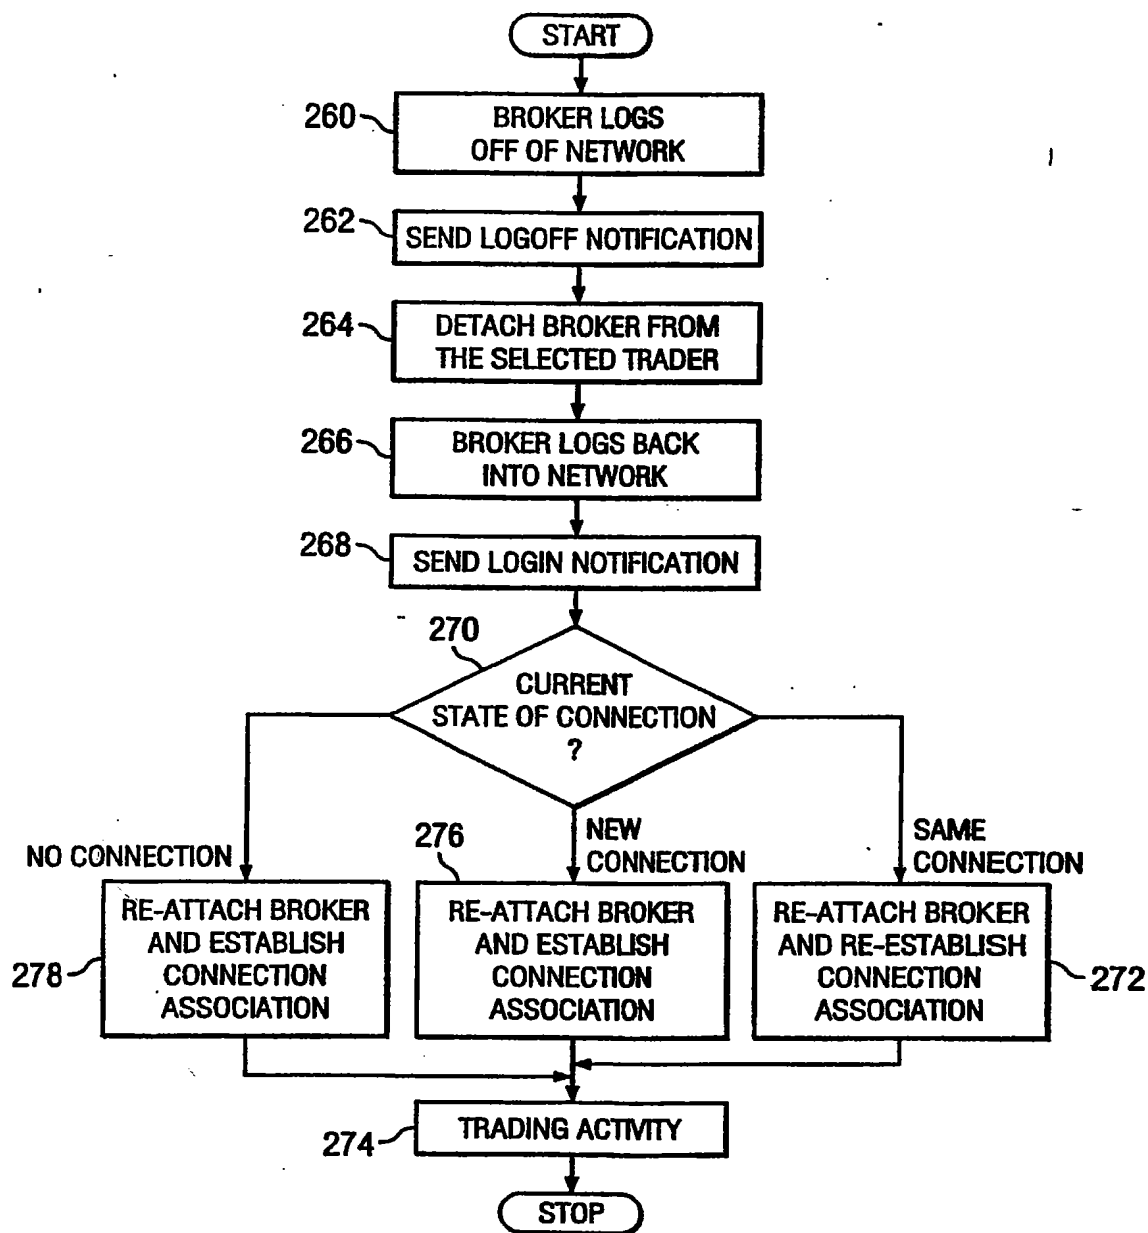 START
260
BROKER LOGS
OFF OF NETWORK
262
SEND LOGOFF NOTIFICATION
264
DETACH BROKER FROM
THE SELECTED TRADER
266
BROKER LOGS BACK
INTO NETWORK
268
SEND LOGIN NOTIFICATION
270
CURRENT
STATE OF CONNECTION
?
NO CONNECTION
276
NEW
CONNECTION
SAME
CONNECTION
RE-ATTACH BROKER
AND ESTABLISH
CONNECTION
ASSOCIATION
278
RE-ATTACH BROKER
AND ESTABLISH
CONNECTION
ASSOCIATION
RE-ATTACH BROKER
AND RE-ESTABLISH
CONNECTION
ASSOCIATION
272
TRADING ACTIVITY
274
STOP